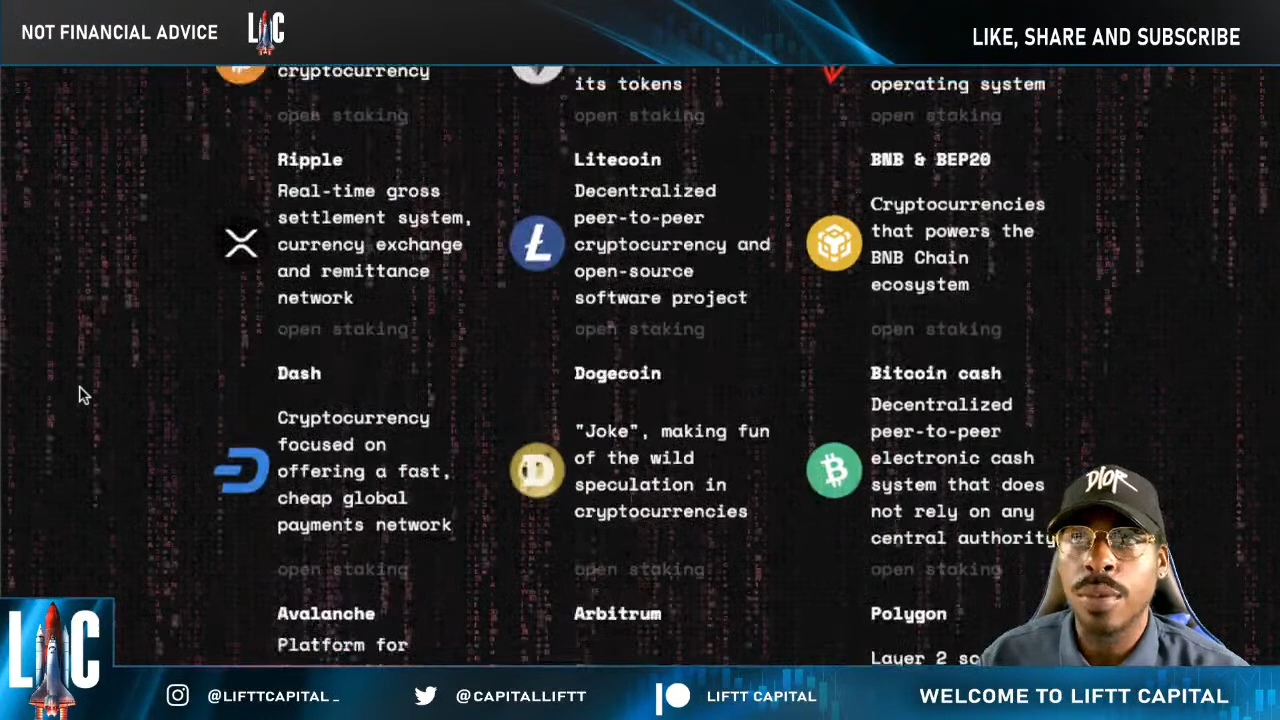 NOT FINANCIAL ADVICE
LC
LIKE, SHARE AND SUBSCRIBE
cryptocurrency
open staking
its tokens
open staking
operating system
open staking
Ripple
Real-time gross
settlement system,
currency exchange
and remittance
network
open staking
Litecoin
Decentralized
peer-to-peer
cryptocurrency and
open-source
software project
open staking
BNB & BEP20
Cryptocurrencies
that powers the
BNB Chain
ecosystem
open staking
Dash
Cryptocurrency
focused on
offering a fast,
cheap global
payments network
open staking
Dogecoin
"Joke", making fun
of the wild
speculation in
cryptocurrencies
open staking
Bitcoin cash
Decentralized
peer-to-peer
electronic cash
system that does
not rely on any
central authority
open staking
Avalanche
Platform for
Arbitrum
Polygon
Layer 2
DIOR
LC
@LIFTTCAPITAL_
@CAPITALLIFTT
LIFTT CAPITAL
WELCOME TO LIFTT CAPITAL